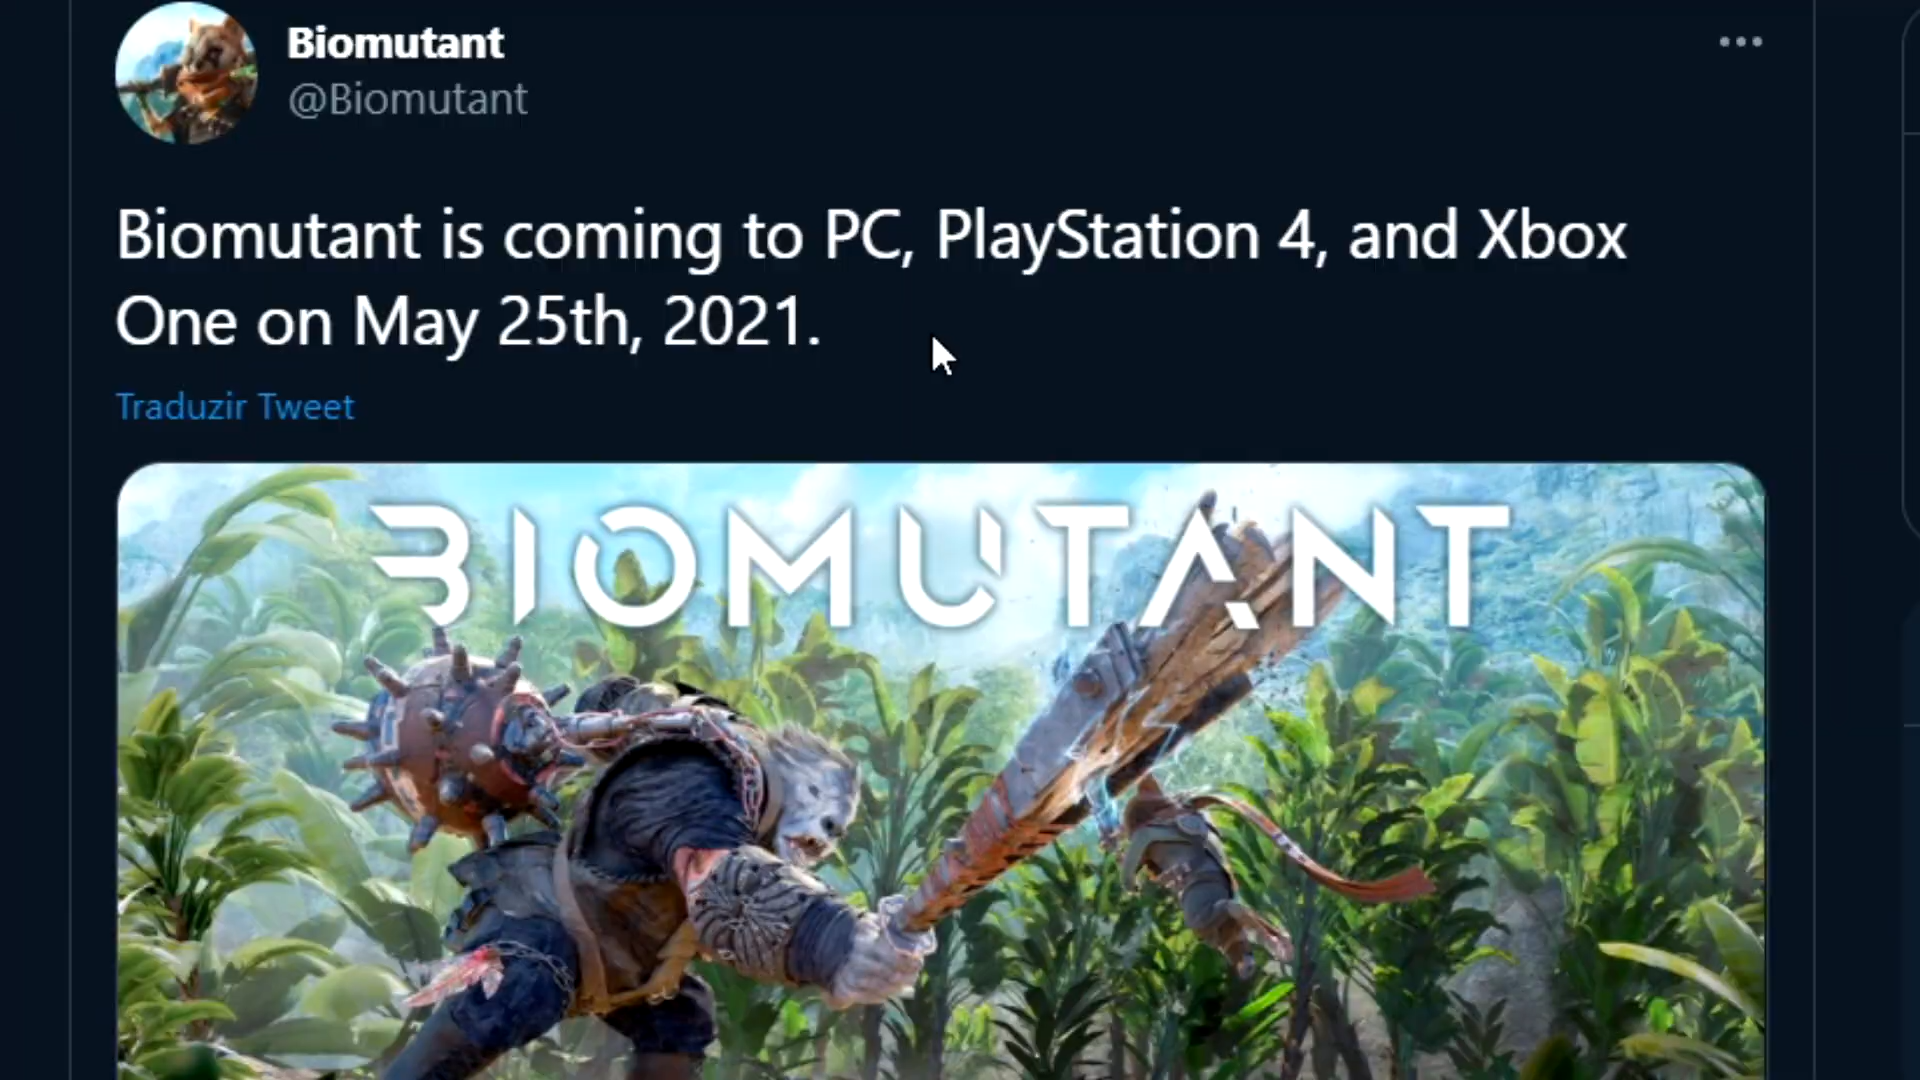 Biomutant
@Biomutant
Biomutant is coming to PC, PlayStation 4, and Xbox
One on May 25th, 2021.
Traduzir Tweet
BIOMUTANT